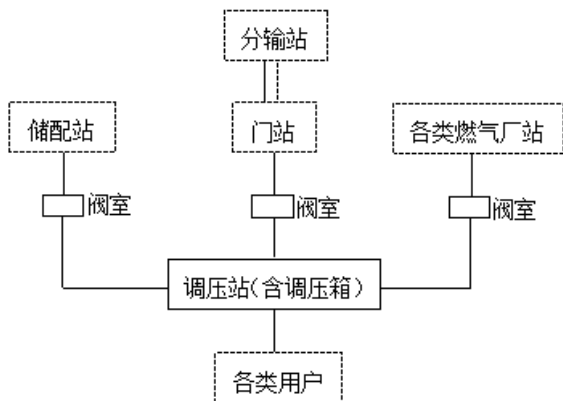 分输站
储配站
门站
各类燃气厂站
阀室
阀室
阀室
调压站(含调压箱)
各类用户